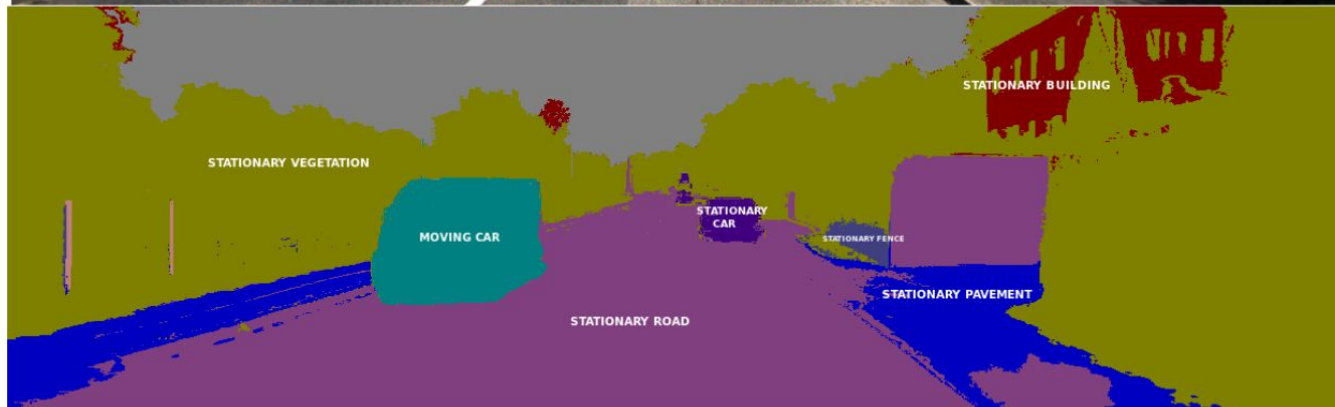 STATIONARY BUILDING
STATIONARY VEGETATION
STATIONARY
CAR
MOVING CAR
STATIONARY FENCE
STATIONARY PAVEMENT
STATIONARY ROAD